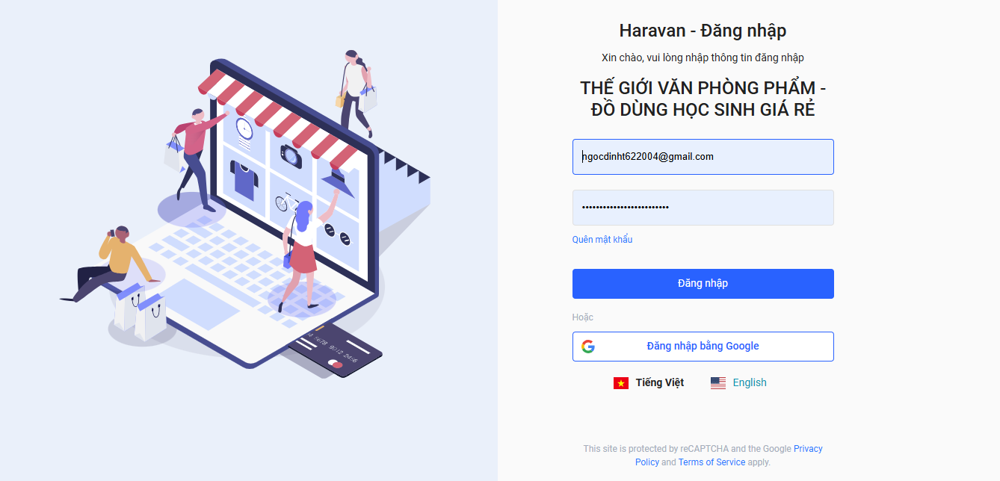 Haravan - Đăng nhập
Xin chào, vui lòng nhập thông tin đăng nhập
THẾ GIỚI VĂN PHÒNG PHẨM -
ĐỒ DÙNG HỌC SINH GIÁ RẺ
ngocdinht622004@gmail.com
Quên mật khẩu
Đăng nhập
Hoặc
Đăng nhập bằng Google
Tiếng Việt English
This site is protected by reCAPTCHA and the Google Privacy
Policy and Terms of Service apply.